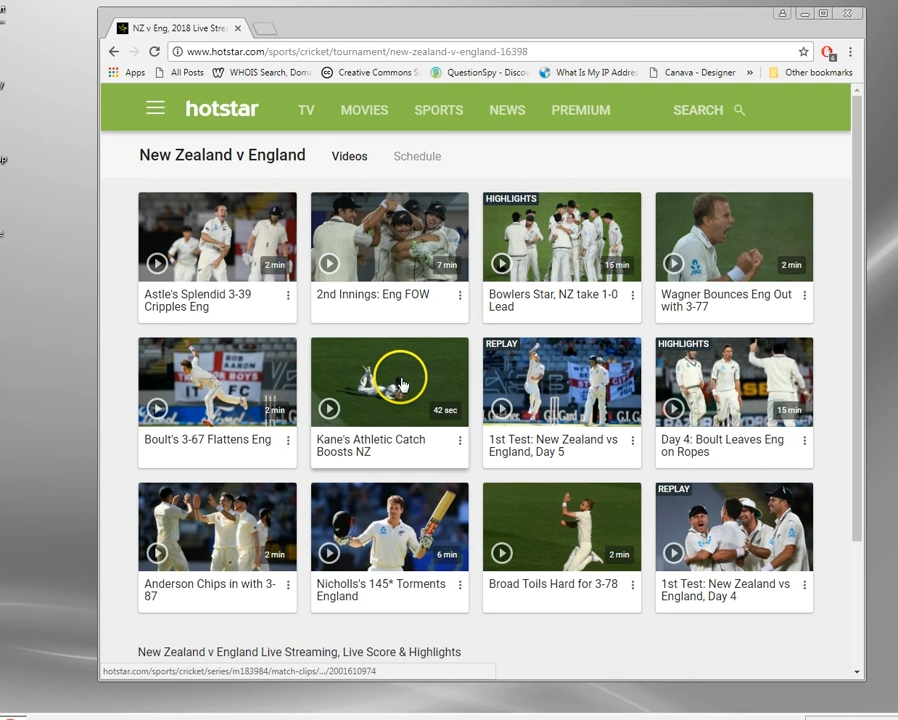 NZ v Eng, 2018 Live Strea
www.hotstar.com/sports/cricket/tournament/new-zealand-v-england-16398
6
Apps All Posts WHOIS Search, Doma Creative Commons S QuestionSpy - Disco What Is My IP Addre Canava - Designer » Other bookmarks
hotstar TV MOVIES SPORTS NEWS PREMIUM SEARCH
New Zealand v England Videos Schedule
2 min
Astle's Splendid 3-39
Cripples Eng
7 min
2nd Innings: Eng FOW
HIGHLIGHTS
15 min
Bowlers Star, NZ take 1-0
Lead
2 min
Wagner Bounces Eng Out
with 3-77
BOB
AARON
THE BOYS
2 min
Boult's 3-67 Flattens Eng
42 sec
Kane's Athletic Catch
Boosts NZ
REPLAY
1st Test: New Zealand vs
England, Day 5
HIGHLIGHTS
15 min
Day 4: Boult Leaves Eng
on Ropes
Anderson Chips in with 3-
87
6 min
Nicholls's 145* Torments
England
2 min
Broad Toils Hard for 3-78
REPLAY
1st Test: New Zealand vs
England, Day 4
New Zealand v England Live Streaming, Live Score & Highlights
hotstar.com/sports/cricket/series/m183984/match-clips/.../2001610974